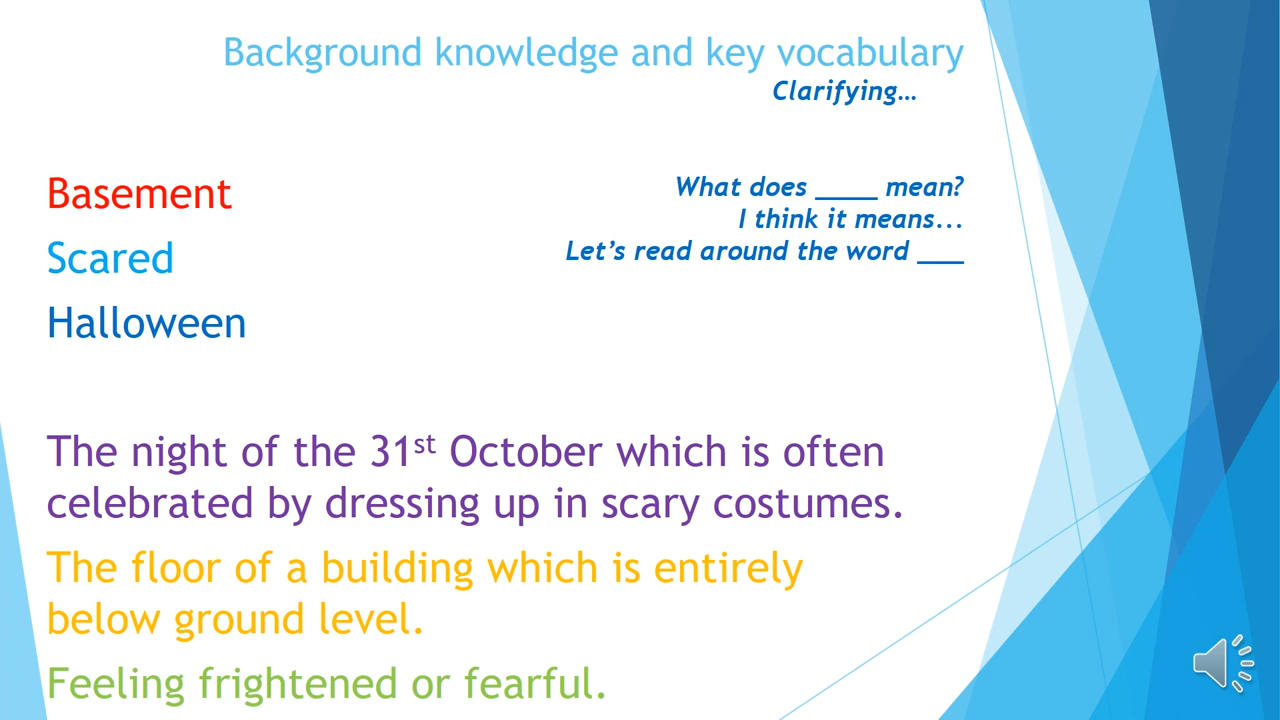 Background knowledge and key vocabulary
Clarifying…
Basement
Scared
Halloween
What does ____ mean?
I think it means...
Let’s read around the word ___
The night of the 31st October which is often
celebrated by dressing up in scary costumes.
The floor of a building which is entirely
below ground level.
Feeling frightened or fearful.